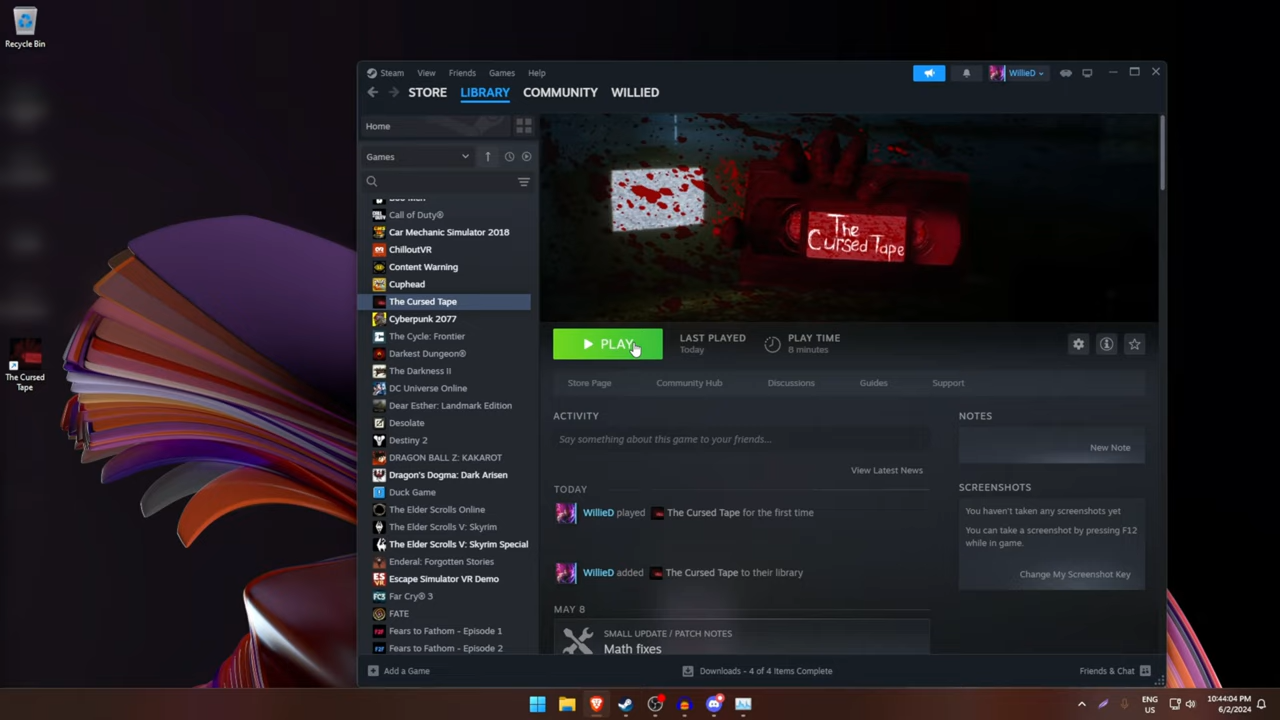 Recycle Bin
The Cursed
Tape
Steam View Friends Games Help
WillieD
STORE LIBRARY COMMUNITY WILLIED
Home
Games
Call of Duty®
Car Mechanic Simulator 2018
ChilloutVR
Content Warning
Cuphead
The Cursed Tape
Cyberpunk 2077
The Cycle: Frontier
Darkest Dungeon®
The Darkness II
DC Universe Online
Dear Esther: Landmark Edition
Desolate
Destiny 2
DRAGON BALL Z: KAKAROT
Dragon's Dogma: Dark Arisen
Duck Game
The Elder Scrolls Online
The Elder Scrolls V: Skyrim
The Elder Scrolls V: Skyrim Special
Enderal: Forgotten Stories
Escape Simulator VR Demo
Far Cry® 3
FATE
Fears to Fathom - Episode 1
Fears to Fathom - Episode 2
The
Cursed Tape
PLAY
LAST PLAYED
Today
PLAY TIME
8 minutes
Store Page Community Hub Discussions Guides Support
ACTIVITY
Say something about this game to your friends...
View Latest News
TODAY
WillieD played The Cursed Tape for the first time
WillieD added The Cursed Tape to their library
MAY 8
SMALL UPDATE / PATCH NOTES
Math fixes
NOTES
New Note
SCREENSHOTS
You haven't taken any screenshots yet
You can take a screenshot by pressing F12
while in game.
Change My Screenshot Key
Add a Game
Downloads - 4 of 4 Items Complete
Friends & Chat
ENG
US
10:44:04 PM
6/2/2024